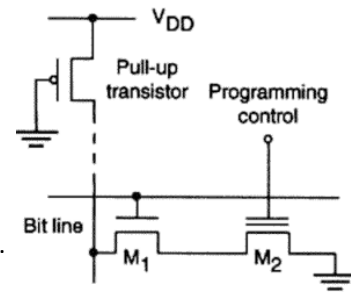 VDD
Pull-up
transistor
Programming
control
Bit line
M1
M2
.